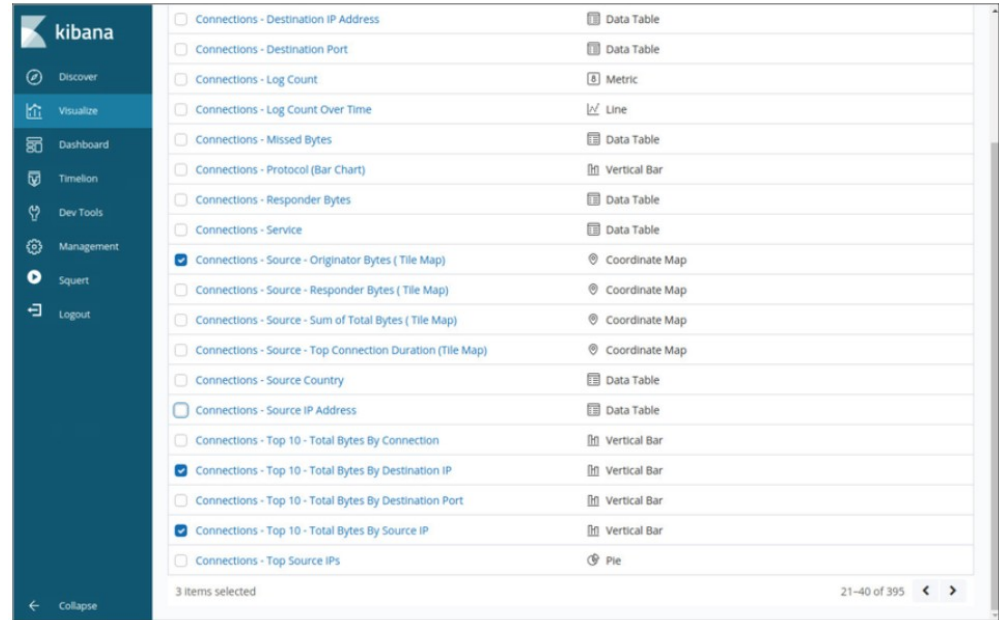 kibana
Discover
Visualize
Dashboard
Timelion
Dev Tools
Management
Squert
Logout
Collapse
Connections - Destination IP Address Data Table
Connections - Destination Port Data Table
Connections - Log Count 8 Metric
Connections - Log Count Over Time Line
Connections - Missed Bytes Data Table
Connections - Protocol (Bar Chart) Vertical Bar
Connections - Responder Bytes Data Table
Connections - Service Data Table
Connections - Source - Originator Bytes ( Tile Map) Coordinate Map
Connections - Source - Responder Bytes ( Tile Map) Coordinate Map
Connections - Source - Sum of Total Bytes ( Tile Map) Coordinate Map
Connections - Source - Top Connection Duration (Tile Map) Coordinate Map
Connections - Source Country Data Table
Connections - Source IP Address Data Table
Connections - Top 10 - Total Bytes By Connection Vertical Bar
Connections - Top 10 - Total Bytes By Destination IP Vertical Bar
Connections - Top 10 - Total Bytes By Destination Port Vertical Bar
Connections - Top 10 - Total Bytes By Source IP Vertical Bar
Connections - Top Source IPs Pie
3 items selected 21–40 of 395